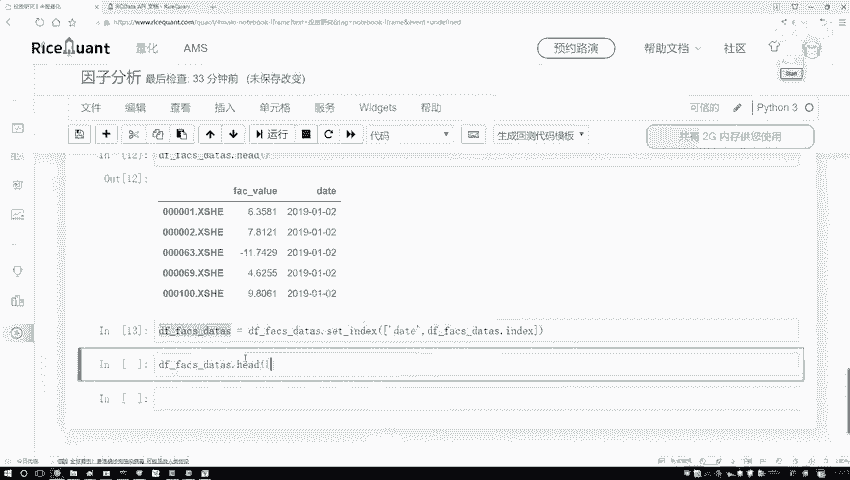 RQData API 文档 - RiceQuan
RiceQuant
量化
AMS
预约路演
帮助文档
社区
Start
因子分析 最后检查: 33 分钟前 (未保存改变)
文件 编辑 查看 插入 单元格 服务 Widgets 帮助
可信的
Python 3
运行
代码
生成回测代码模板
共有 2G 内存供您使用
In [12]: df_facs_datas.head()
Out[12]:
fac_value date
000001.XSHE 6.3581 2019-01-02
000002.XSHE 7.8121 2019-01-02
000063.XSHE -11.7429 2019-01-02
000069.XSHE 4.6255 2019-01-02
000100.XSHE 9.8061 2019-01-02
In [13]: df_facs_datas = df_facs_datas.set_index(['date',df_facs_datas.index])
In [ ]: df_facs_datas.head()
In [ ]: